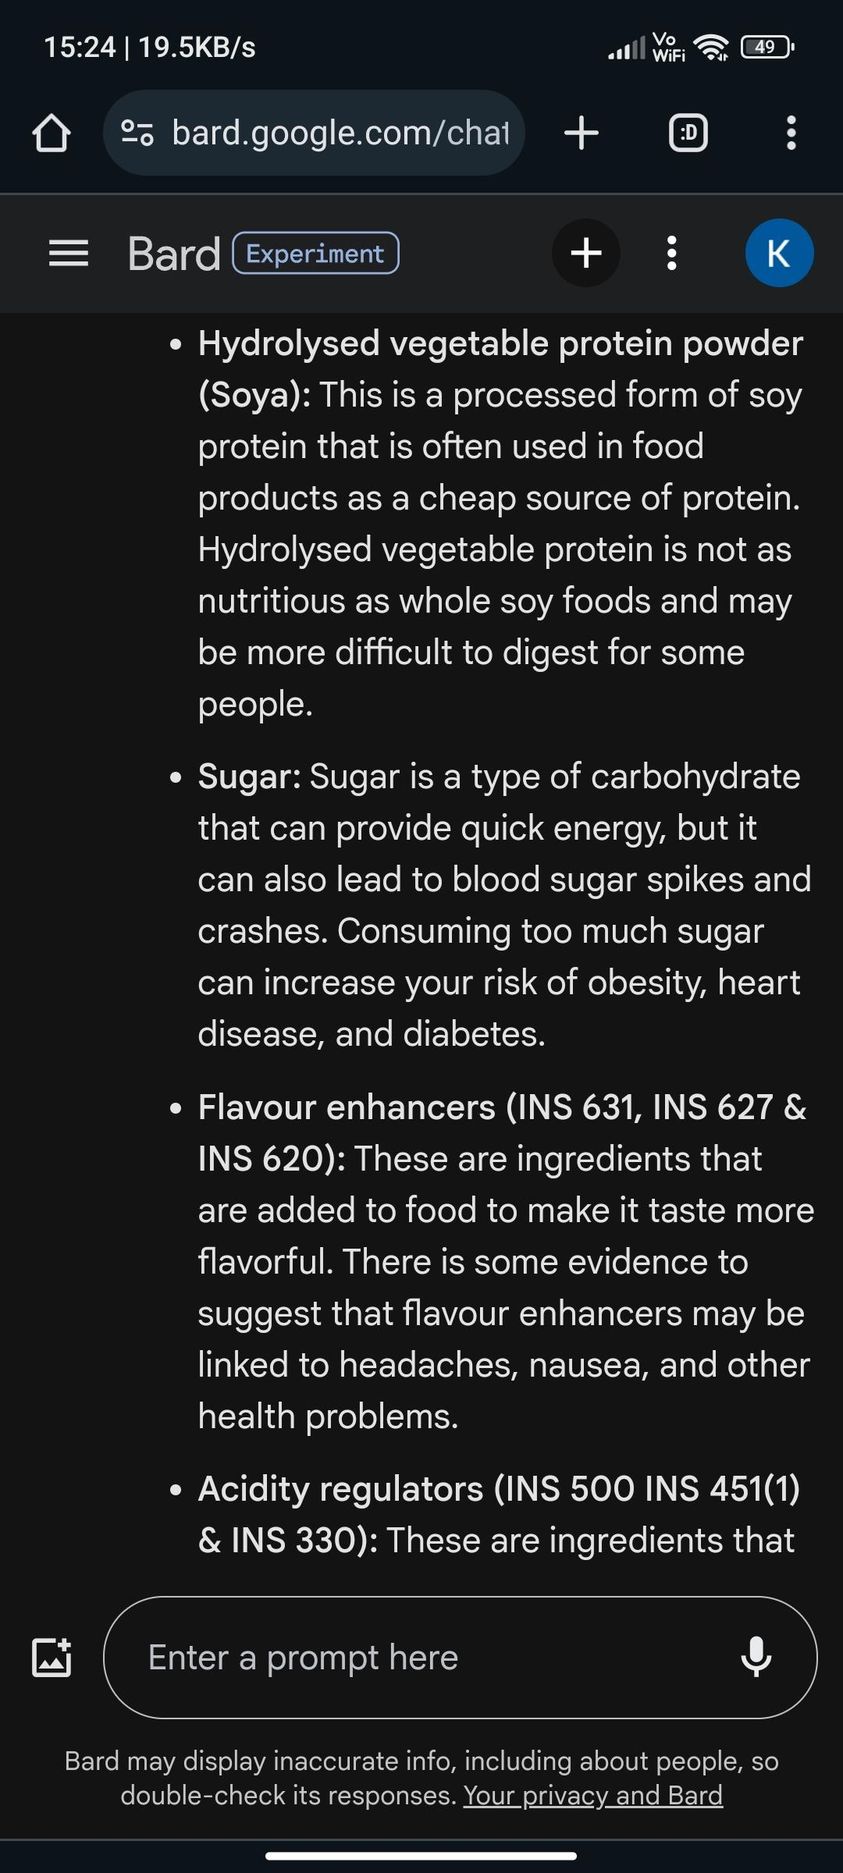 15:24 | 19.5KB/s
Vo
WiFi
49
bard.google.com/chat
:D
Bard Experiment
K
• Hydrolysed vegetable protein powder
(Soya): This is a processed form of soy
protein that is often used in food
products as a cheap source of protein.
Hydrolysed vegetable protein is not as
nutritious as whole soy foods and may
be more difficult to digest for some
people.
• Sugar: Sugar is a type of carbohydrate
that can provide quick energy, but it
can also lead to blood sugar spikes and
crashes. Consuming too much sugar
can increase your risk of obesity, heart
disease, and diabetes.
• Flavour enhancers (INS 631, INS 627 &
INS 620): These are ingredients that
are added to food to make it taste more
flavorful. There is some evidence to
suggest that flavour enhancers may be
linked to headaches, nausea, and other
health problems.
• Acidity regulators (INS 500 INS 451(1)
& INS 330): These are ingredients that
Enter a prompt here
Bard may display inaccurate info, including about people, so
double-check its responses. Your privacy and Bard